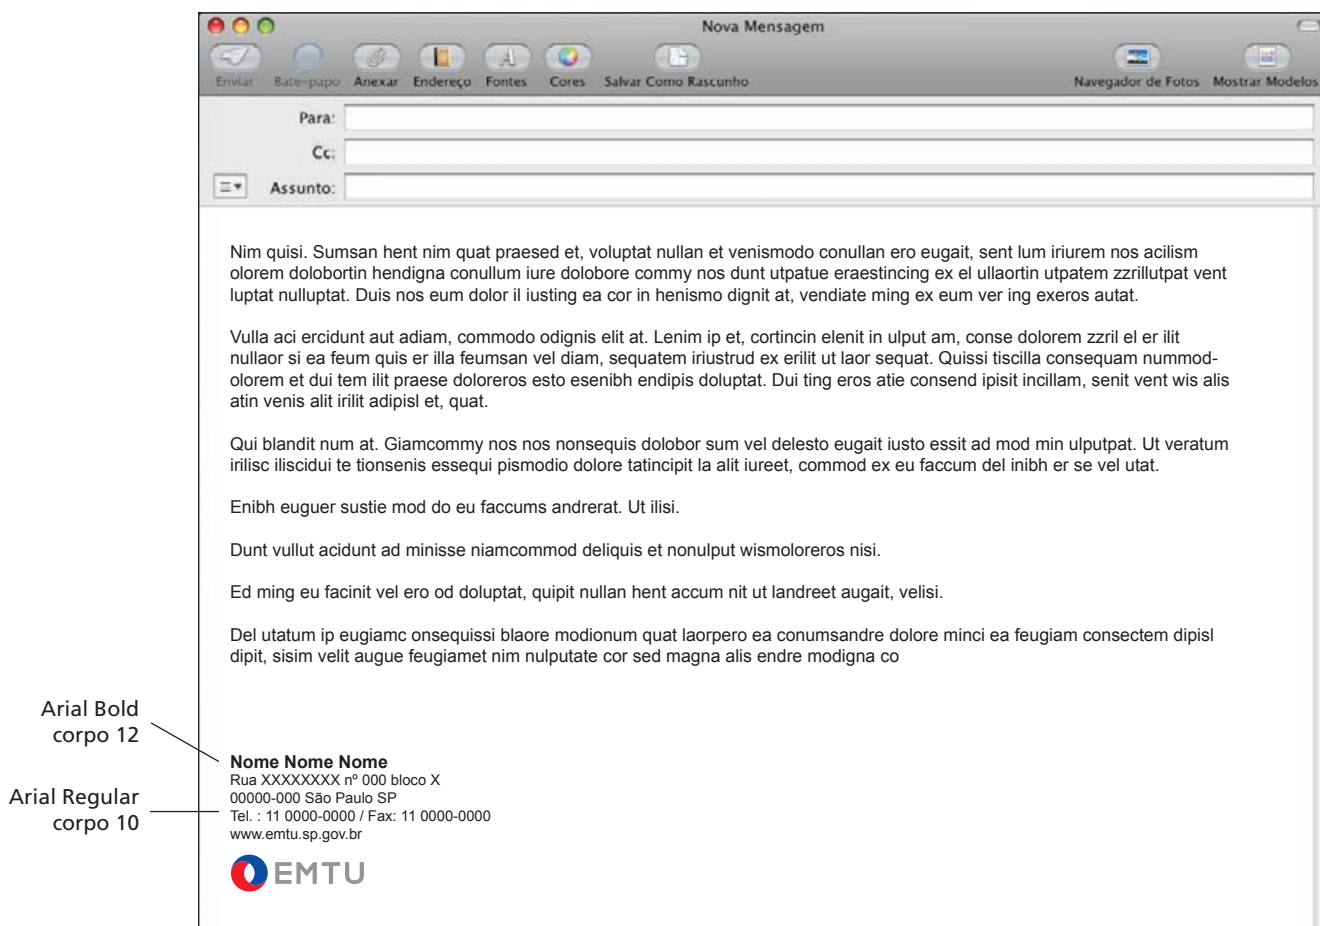 Nova Mensagem
Enviar Bate-papo Anexar Endereço Fontes Cores Salvar Como Rascunho Navegador de Fotos Mostrar Modelos
Para:
Cc:
Assunto:
Nim quisi. Sumsan hent nim quat praesed et, voluptat nullan et venismodo conullan ero eugait, sent lum iriurem nos acilism
olorem dolobortin hendigna conullum iure dolobore commy nos dunt utpatue eraestincing ex el ullaortin utpatem zzrillutpat vent
luptat nulluptat. Duis nos eum dolor il iusting ea cor in henismo dignit at, vendiate ming ex eum ver ing exeros autat.
Vulla aci ercidunt aut adiam, commodo odignis elit at. Lenim ip et, cortincin elenit in ulput am, conse dolorem zzril el er ilit
nullaor si ea feum quis er illa feumsan vel diam, sequatem iriustrud ex erilit ut laor sequat. Quissi tiscilla consequam nummod-
olorem et dui tem ilit praese doloreros esto esenibh endipis doluptat. Dui ting eros atie consend ipisit incillam, senit vent wis alis
atin venis alit irilit adipisl et, quat.
Qui blandit num at. Giamcommy nos nos nonsequis dolobor sum vel delesto eugait iusto essit ad mod min ulputpat. Ut veratum
irilisc iliscidui te tionsenis essequi pismodio dolore tatincipit la alit iureet, commod ex eu faccum del inibh er se vel utat.
Enibh euguer sustie mod do eu faccums andrerat. Ut ilisi.
Dunt vullut acidunt ad minisse niamcommod deliquis et nonulput wismoloreros nisi.
Ed ming eu facinit vel ero od doluptat, quipit nullan hent accum nit ut landreet augait, velisi.
Del utatum ip eugiamc onsequissi blaore modionum quat laorpero ea conumsandre dolore minci ea feugiam consectem dipisl
dipit, sisim velit augue feugiamet nim nulputate cor sed magna alis endre modigna co
Arial Bold
corpo 12
Nome Nome Nome
Rua XXXXXXXX nº 000 bloco X
00000-000 São Paulo SP
Arial Regular
corpo 10
Tel. : 11 0000-0000 / Fax: 11 0000-0000
www.emtu.sp.gov.br
EMTU